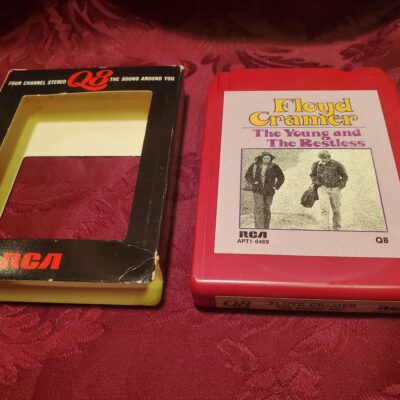 FOUR CHANNEL STEREO Q8 THE SOUND AROUND YOU
RCA
Floyd
Cramer
The Young and
The Restless
RCA
APT1-0469
Q8
Q8 FLOYD CRAMER RCA